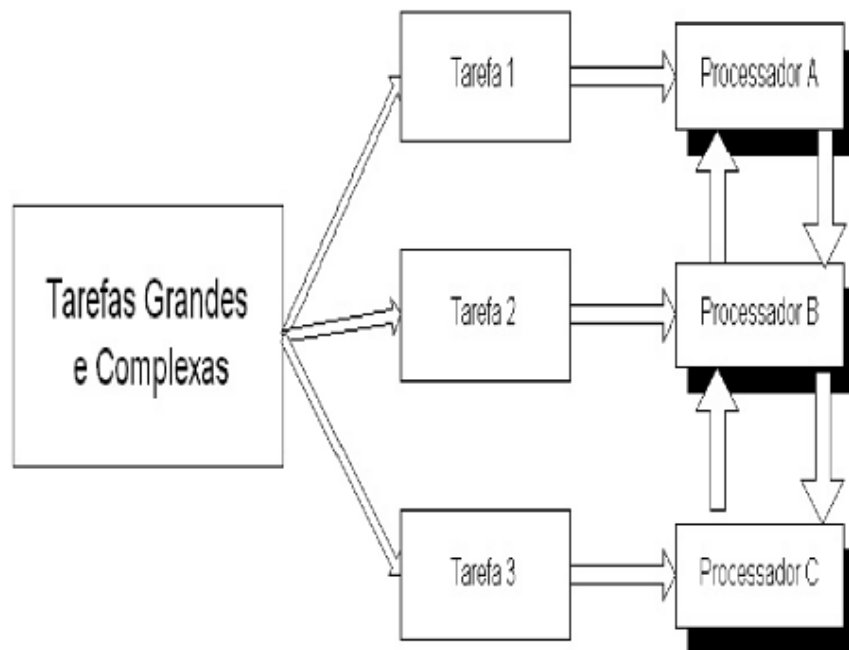 Tarefas Grandes
e Complexas
Tarefa 1
Processador A
Tarefa 2
Processador B
Tarefa 3
Processador C